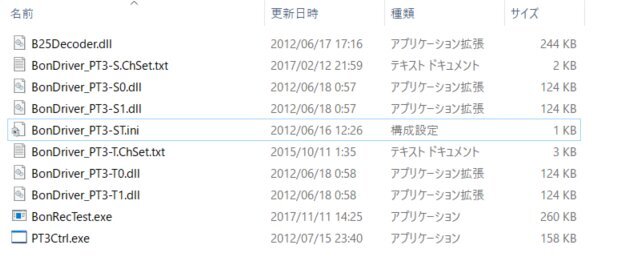 名前 更新日時 種類 サイズ
B25Decoder.dll 2012/06/17 17:16 アプリケーション拡張 244 KB
BonDriver_PT3-S.ChSet.txt 2017/02/12 21:59 テキスト ドキュメント 2 KB
BonDriver_PT3-S0.dll 2012/06/18 0:57 アプリケーション拡張 124 KB
BonDriver_PT3-S1.dll 2012/06/18 0:57 アプリケーション拡張 124 KB
BonDriver_PT3-ST.ini 2012/06/16 12:26 構成設定 1 KB
BonDriver_PT3-T.ChSet.txt 2015/10/11 1:35 テキスト ドキュメント 3 KB
BonDriver_PT3-T0.dll 2012/06/18 0:58 アプリケーション拡張 124 KB
BonDriver_PT3-T1.dll 2012/06/18 0:58 アプリケーション拡張 124 KB
BonRecTest.exe 2017/11/11 14:25 アプリケーション 260 KB
PT3Ctrl.exe 2012/07/15 23:40 アプリケーション 158 KB